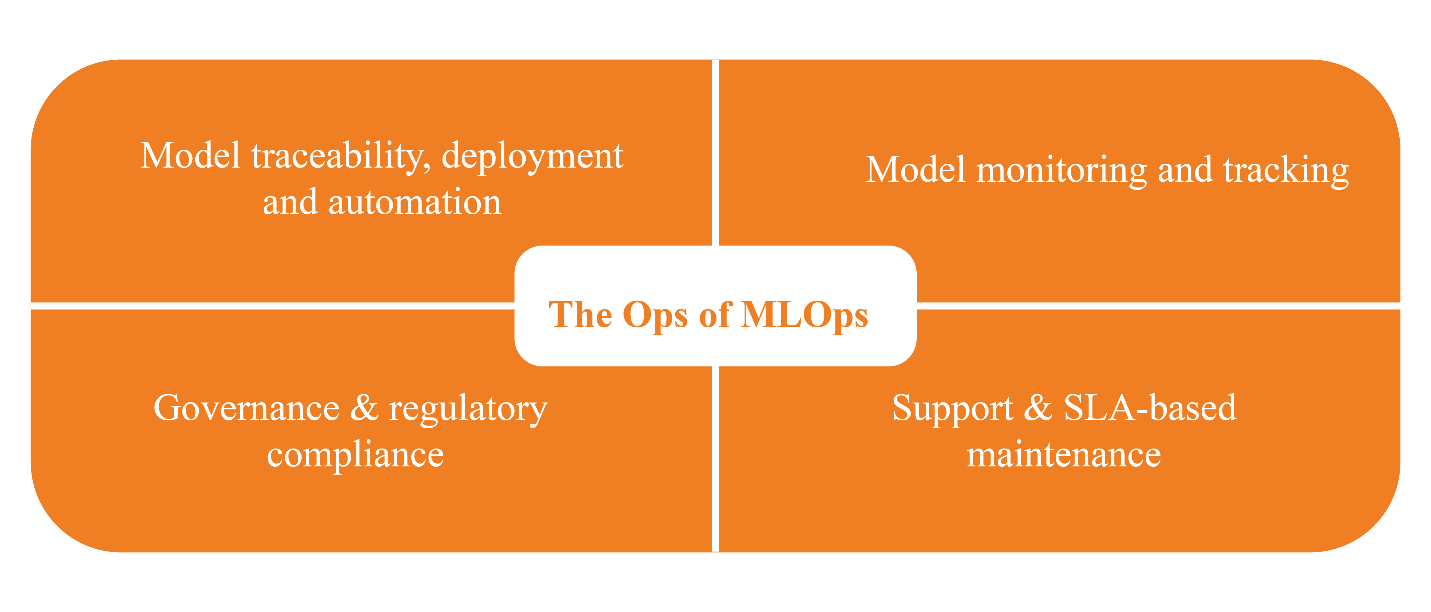 Model traceability, deployment
and automation
Model monitoring and tracking
The Ops of MLOps
Governance & regulatory
compliance
Support & SLA-based
maintenance